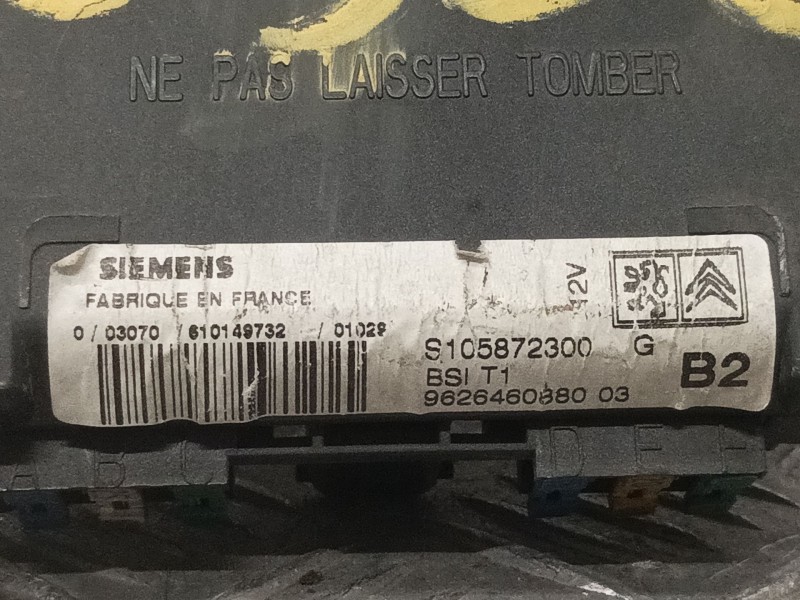 NE PAS LAISSER TOMBER
SIEMENS
FABRIQUE EN FRANCE
0 / 03070 / 610149732 / 01029
12V
S105872300 G
BSI T1
B2
9626460880 03
A B C D E F